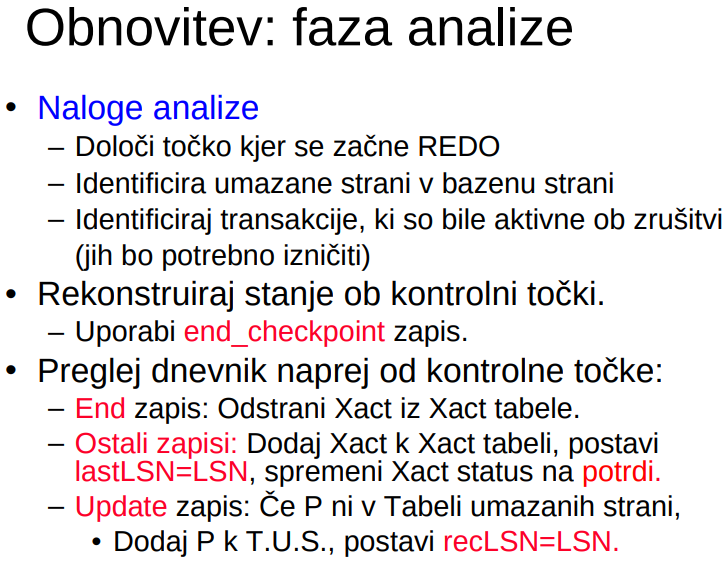 Obnovitev: faza analize
• Naloge analize
– Določi točko kjer se začne REDO
– Identificira umazane strani v bazenu strani
– Identificiraj transakcije, ki so bile aktivne ob zrušitvi
(jih bo potrebno izničiti)
• Rekonstruiraj stanje ob kontrolni točki.
– Uporabi end_checkpoint zapis.
• Preglej dnevnik naprej od kontrolne točke:
– End zapis: Odstrani Xact iz Xact tabele.
– Ostali zapisi: Dodaj Xact k Xact tabeli, postavi
lastLSN=LSN, spremeni Xact status na potrdi.
– Update zapis: Če P ni v Tabeli umazanih strani,
• Dodaj P k T.U.S., postavi recLSN=LSN.